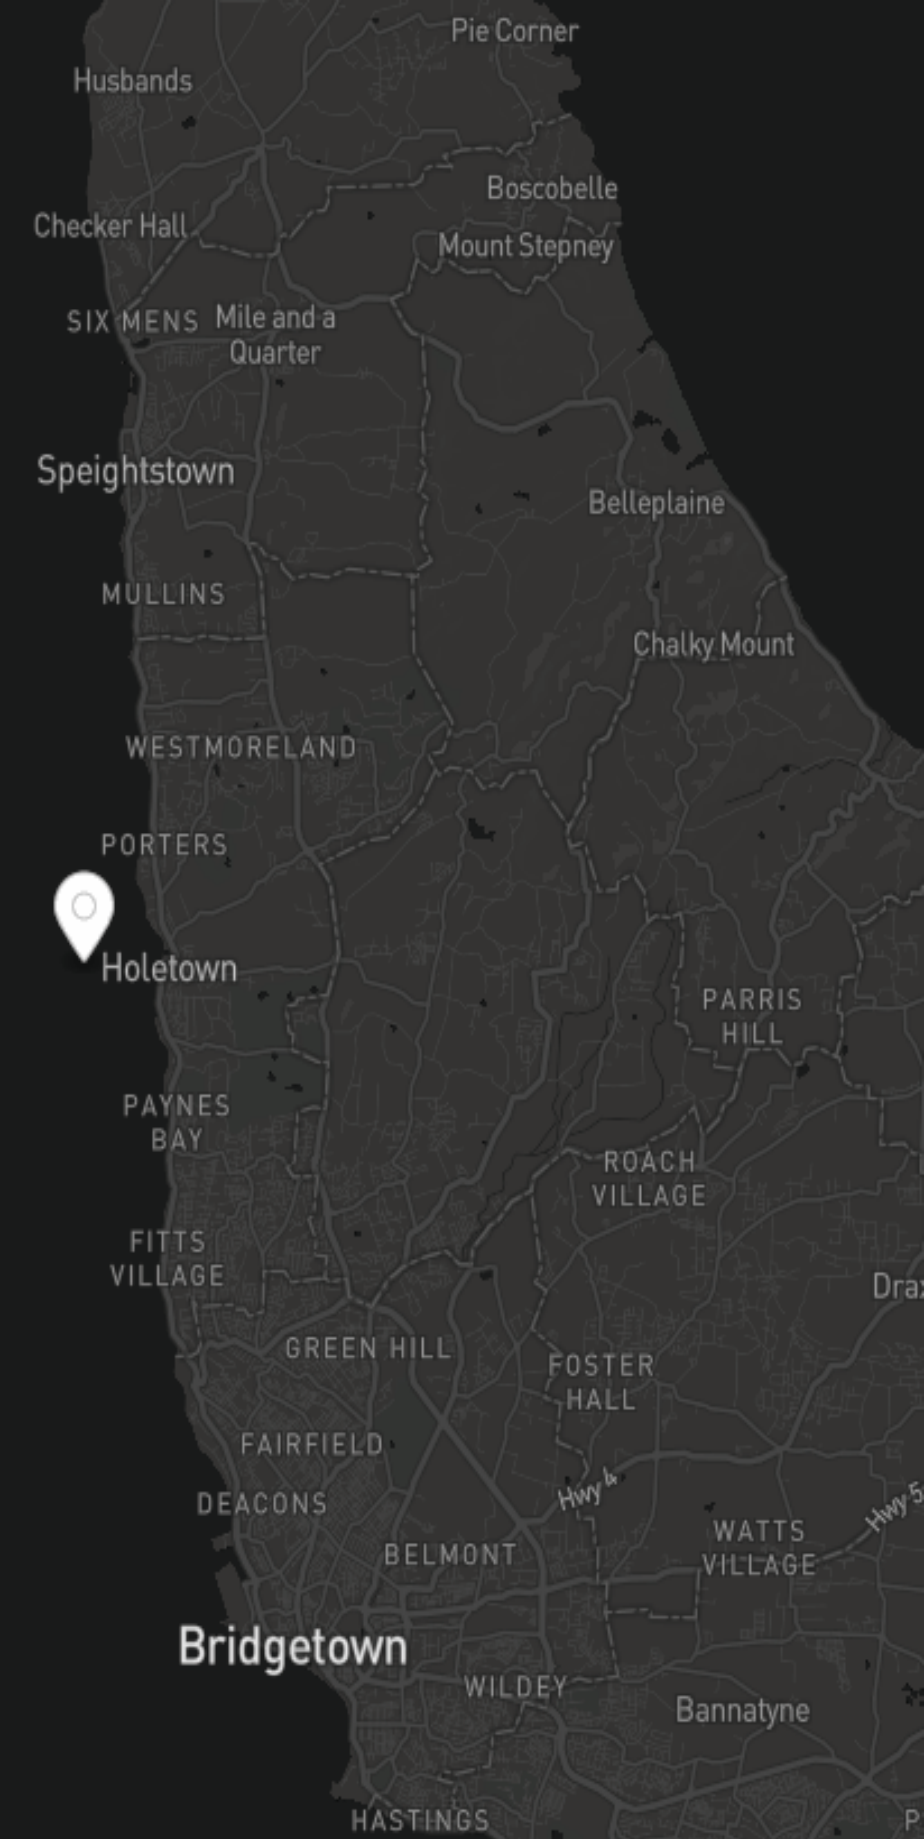 Pie Corner
Husbands
Boscobelle
Checker Hall
Mount Stepney
SIX MENS
Mile and a
Quarter
Speightstown
Belleplaine
MULLINS
Chalky Mount
WESTMORELAND
PORTERS
Holetown
PARRIS
HILL
PAYNES
BAY
ROACH
VILLAGE
FITTS
VILLAGE
Dra
GREEN HILL
FOSTER
HALL
FAIRFIELD
Hwy 4
DEACONS
Hwy 5
WATTS
VILLAGE
BELMONT
Bridgetown
WILDEY
Bannatyne
HASTINGS
P